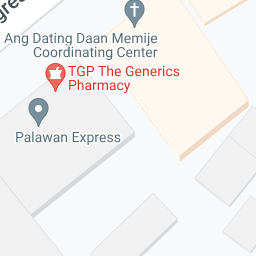 Ang Dating Daan Memije
Coordinating Center
TGP The Generics
Pharmacy
Palawan Express